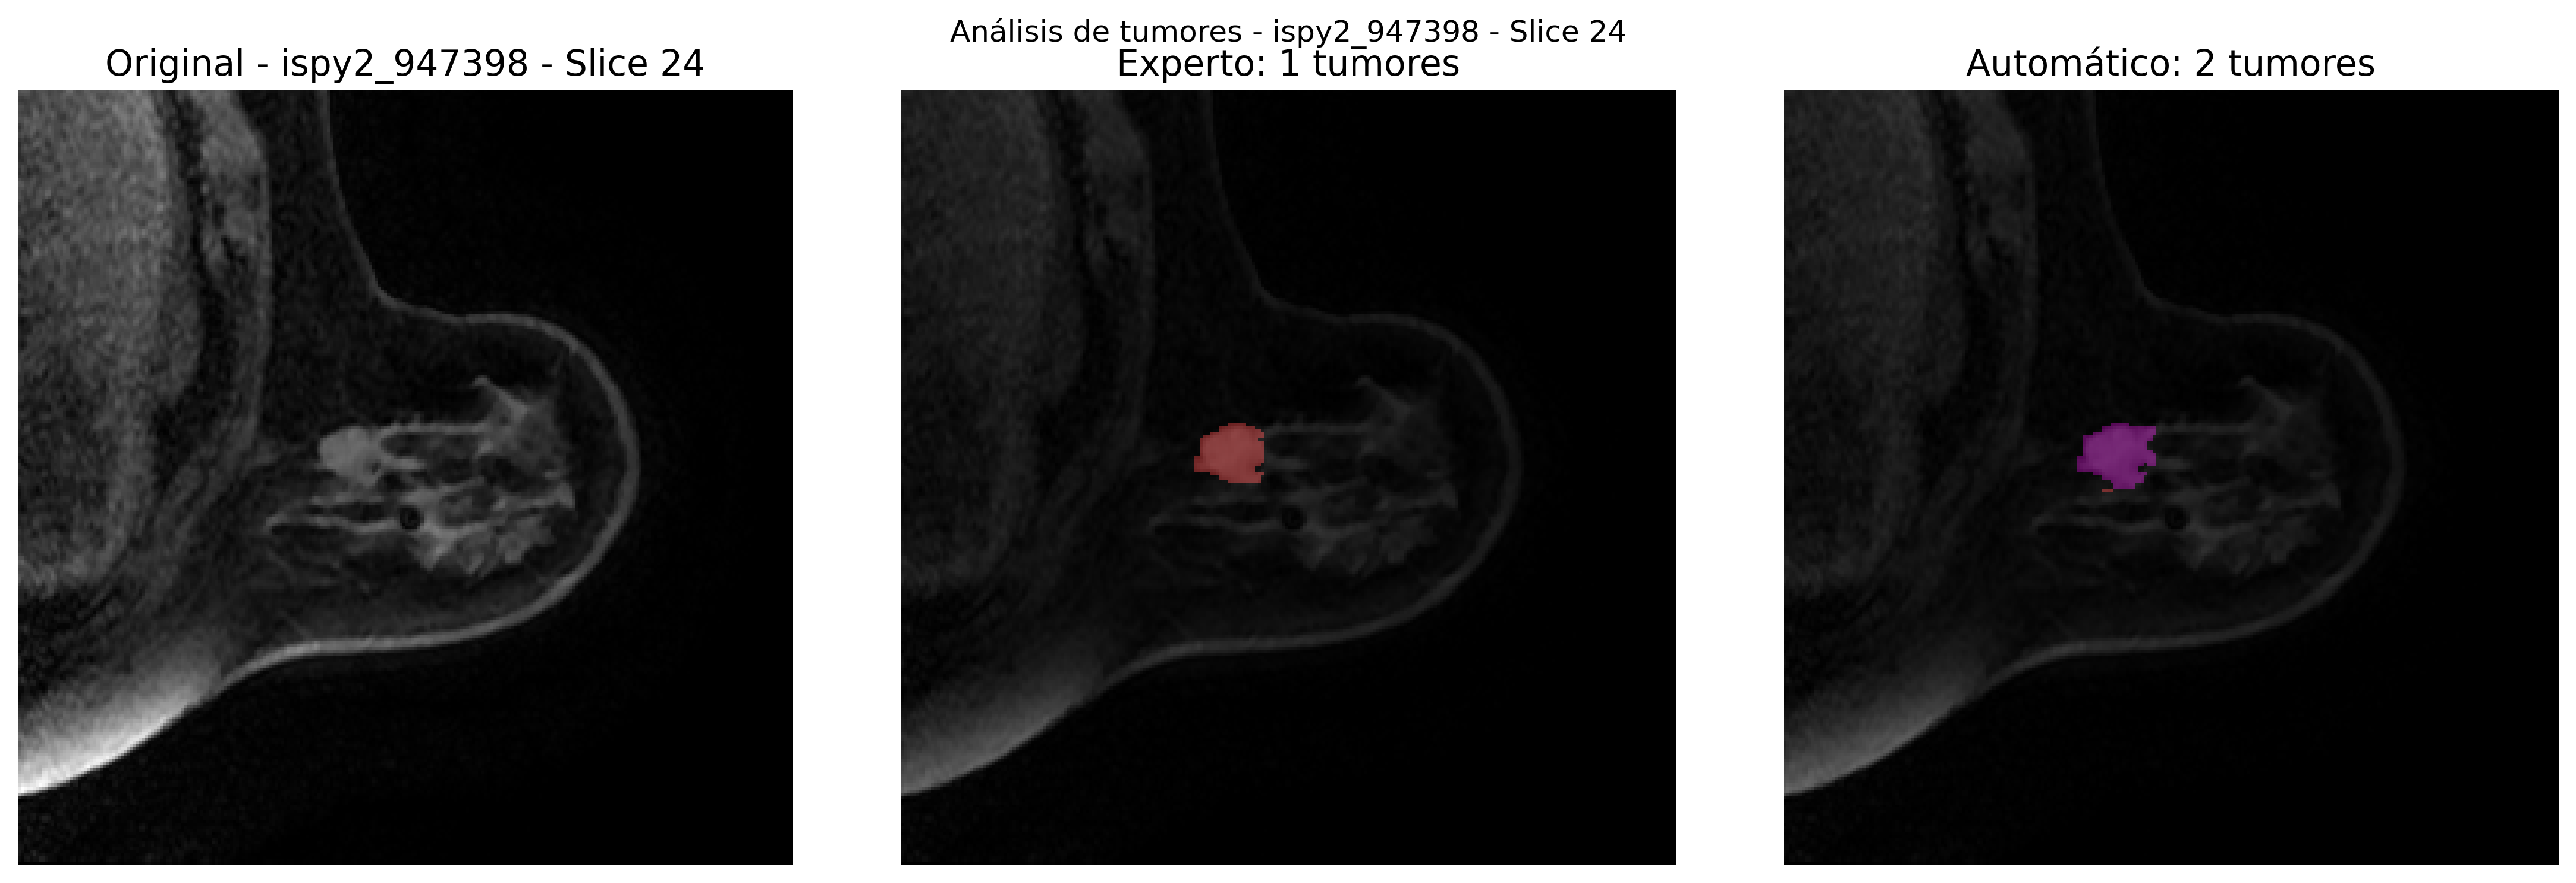 Análisis de tumores - ispy2_947398 - Slice 24
Original - ispy2_947398 - Slice 24
Experto: 1 tumores
Automático: 2 tumores